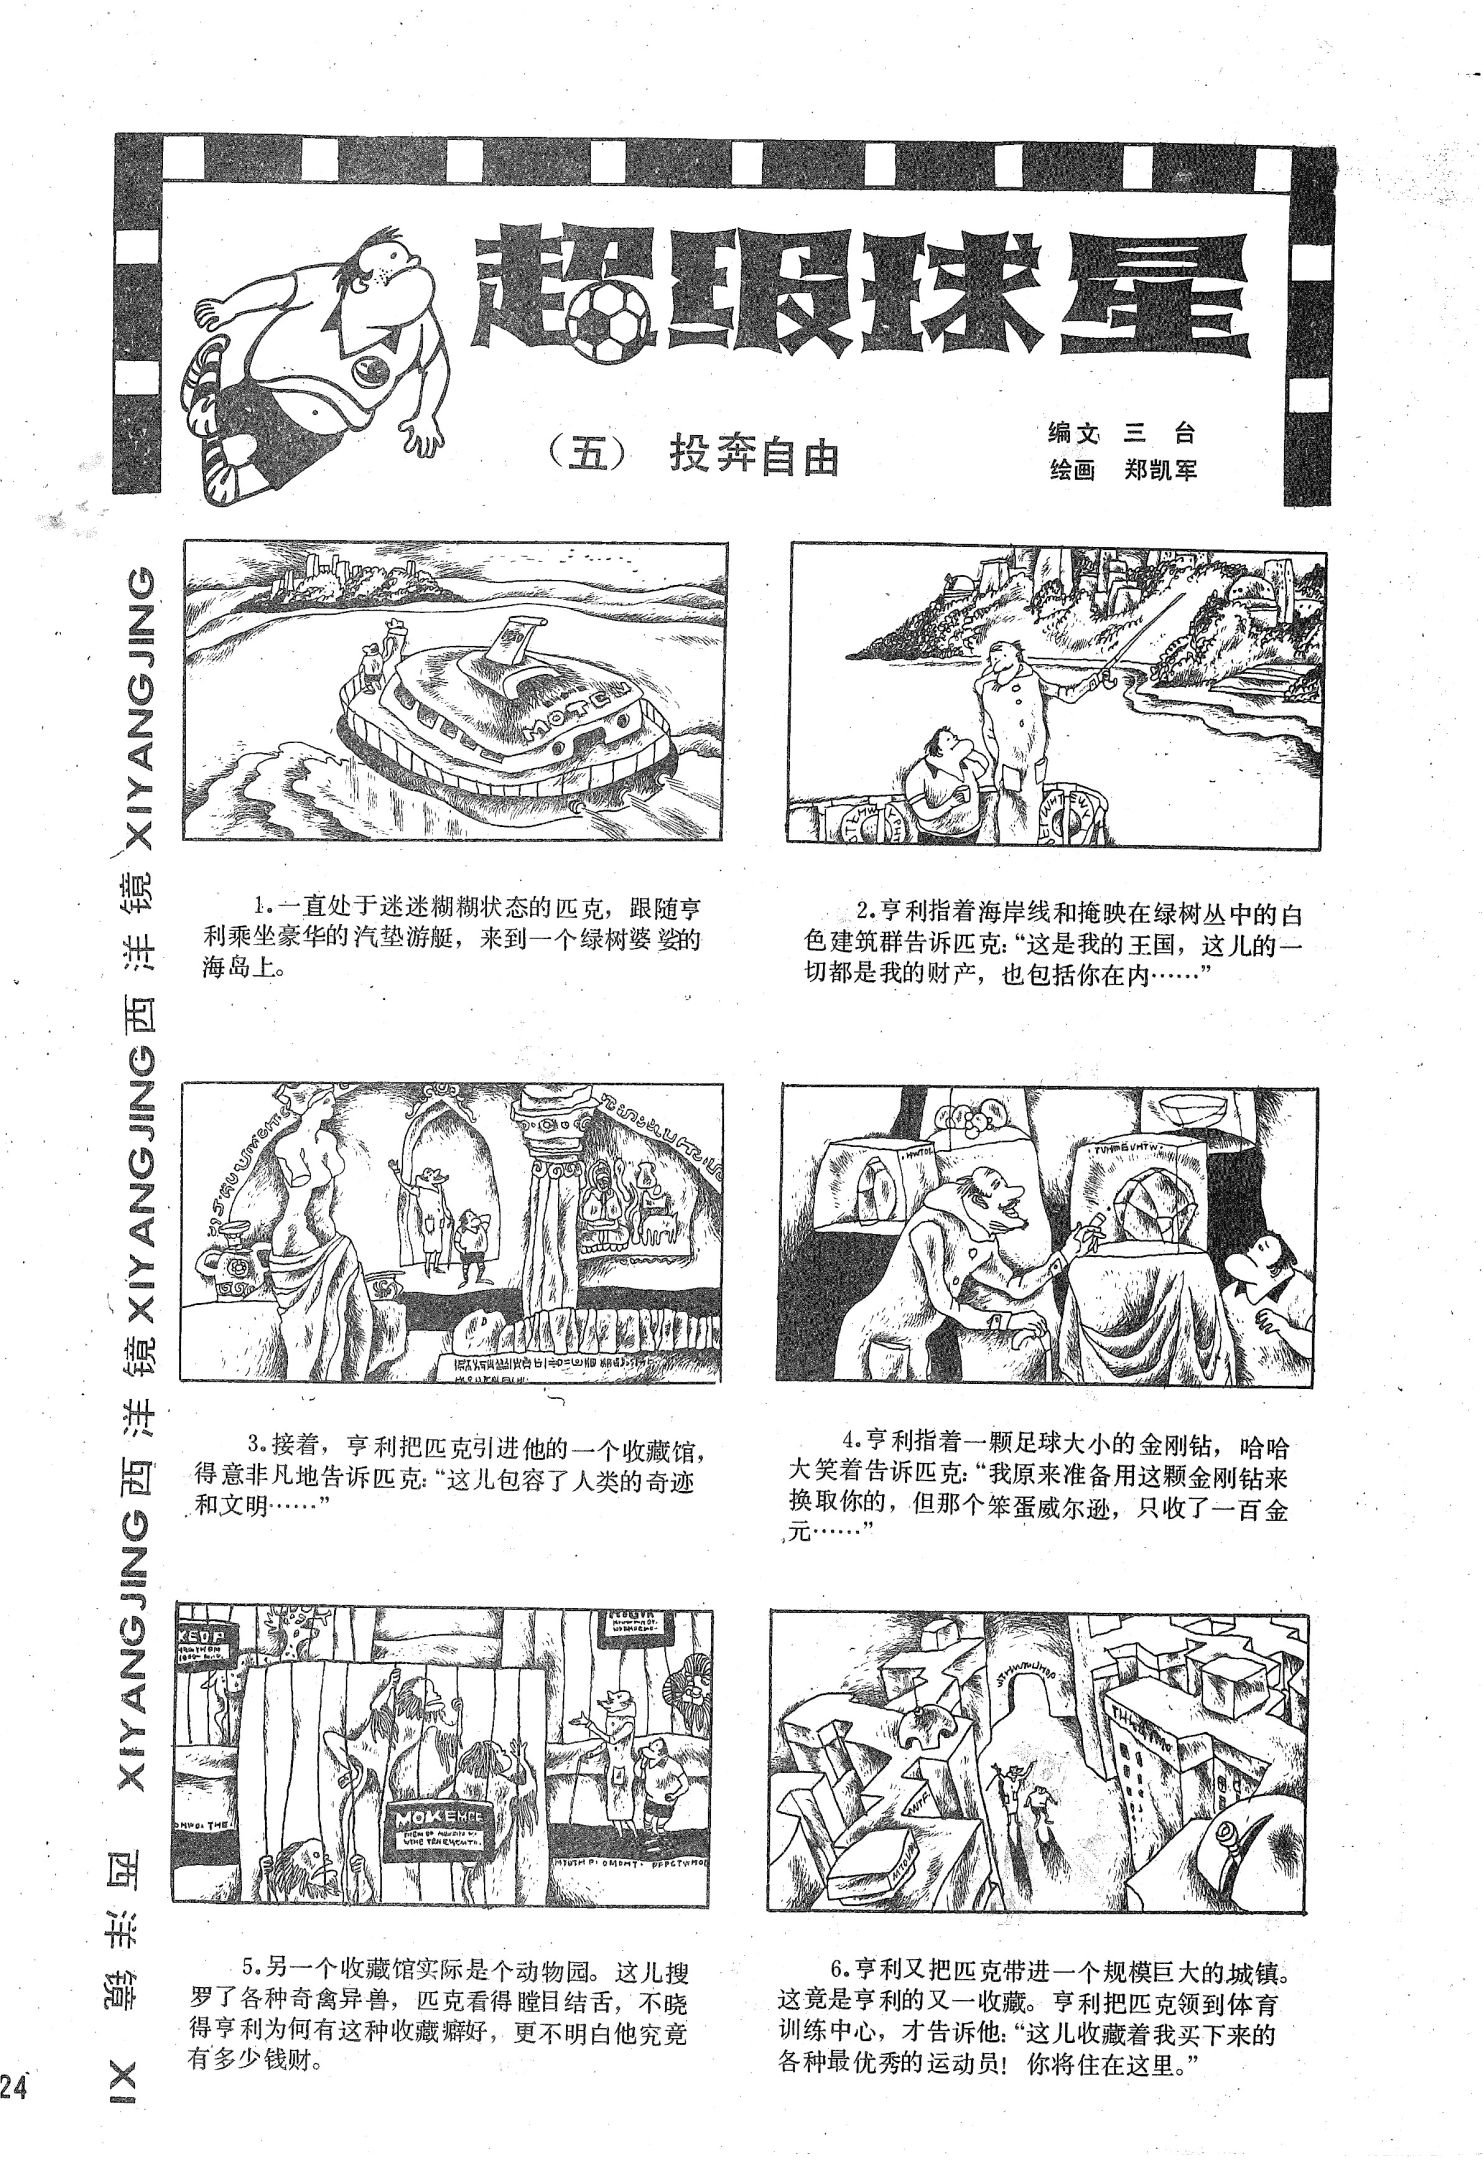 超级球星
（五） 投奔自由
编文 三 台
绘画 郑凯军
MOTEM
1.一直处于迷迷糊糊状态的匹克，跟随亨
利乘坐豪华的汽垫游艇，来到一个绿树婆娑的
海岛上。
2.亨利指着海岸线和掩映在绿树丛中的白
色建筑群告诉匹克：“这是我的王国，这儿的一
切都是我的财产，也包括你在内……”
3.接着，亨利把匹克引进他的一个收藏馆，
得意非凡地告诉匹克：“这儿包容了人类的奇迹
和文明……”
4.亨利指着一颗足球大小的金刚钻，哈哈
大笑着告诉匹克：“我原来准备用这颗金刚钻来
换取你的，但那个笨蛋威尔逊，只收了一百金
元……”
KEOP
MOKEMCE
5.另一个收藏馆实际是个动物园。这儿搜
罗了各种奇禽异兽，匹克看得瞠目结舌，不晓
得亨利为何有这种收藏癖好，更不明白他究竟
有多少钱财。
6.亨利又把匹克带进一个规模巨大的城镇。
这竟是亨利的又一收藏。亨利把匹克领到体育
训练中心，才告诉他：“这儿收藏着我买下来的
各种最优秀的运动员！你将住在这里。”
XI 西洋镜 XIYANGJING 西洋镜 XIYANGJING 西洋镜 XIYANGJING
24